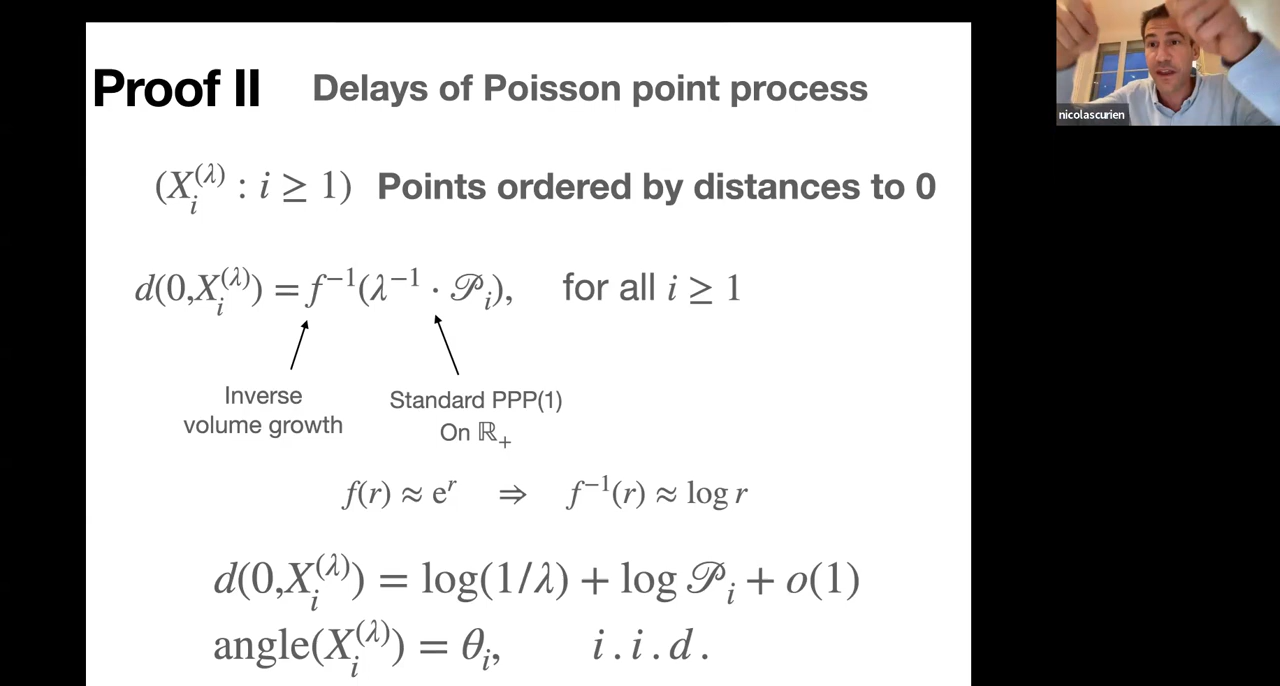 Proof II Delays of Poisson point process
(X_i^{(λ)} : i ≥ 1) Points ordered by distances to 0
d(0,X_i^{(λ)}) = f^{-1}(λ^{-1} · 𝒫_i), for all i ≥ 1
Inverse
volume growth
Standard PPP(1)
On ℝ_+
f(r) ≈ e^r ⇒ f^{-1}(r) ≈ log r
d(0,X_i^{(λ)}) = log(1/λ) + log 𝒫_i + o(1)
angle(X_i^{(λ)}) = θ_i, i . i . d .
nicolascurien